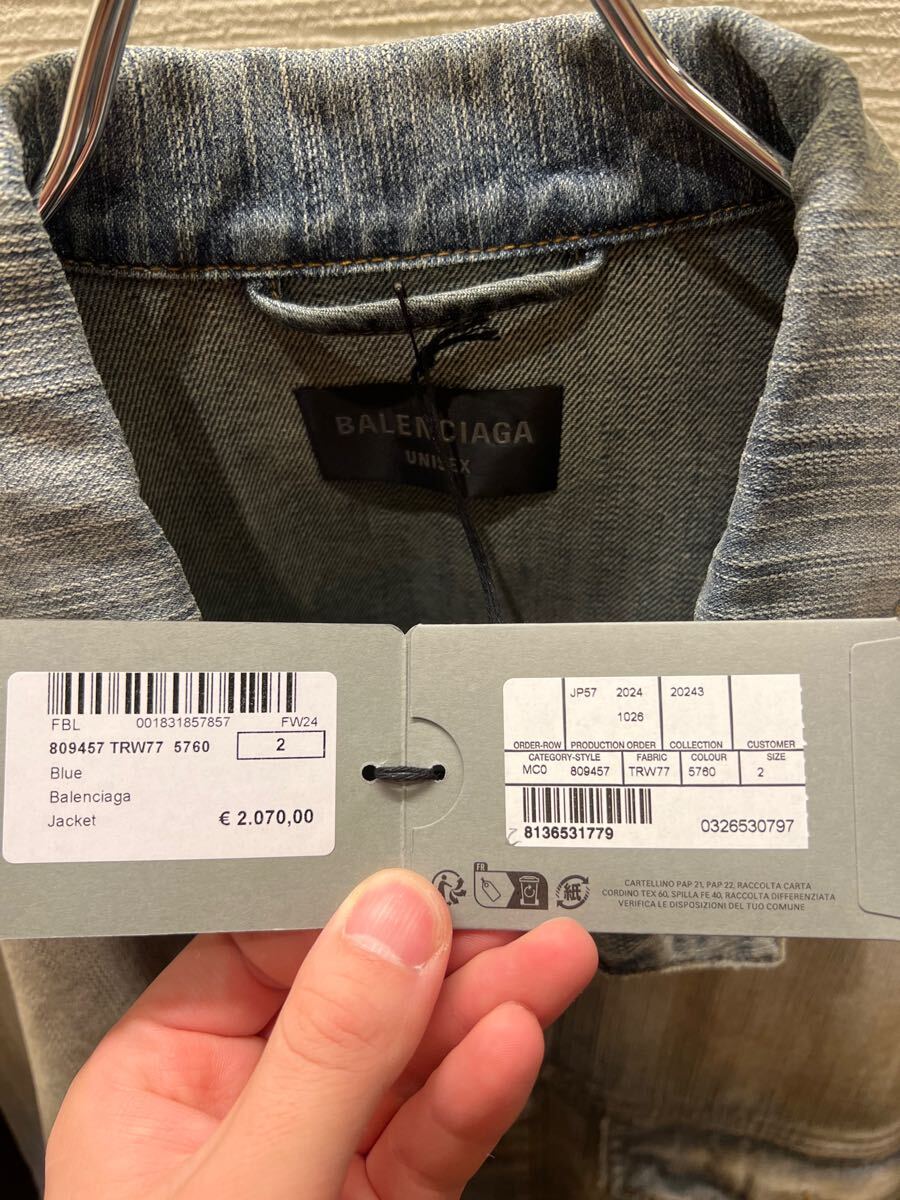 BALENCIAGA
UNISEX
FBL 001831857857 FW24
809457 TRW77 5760 2
Blue
Balenciaga
Jacket € 2.070,00
JP57 2024 20243
1026
ORDER-ROW PRODUCTION ORDER COLLECTION CUSTOMER
CATEGORY-STYLE FABRIC COLOUR SIZE
MC0 809457 TRW77 5760 2
8136531779 0326530797
FR
紙
CARTELLINO PAP 21, PAP 22, RACCOLTA CARTA
CORDINO TEX 60, SPILLA FE 40, RACCOLTA DIFFERENZIATA
VERIFICA LE DISPOSIZIONI DEL TUO COMUNE